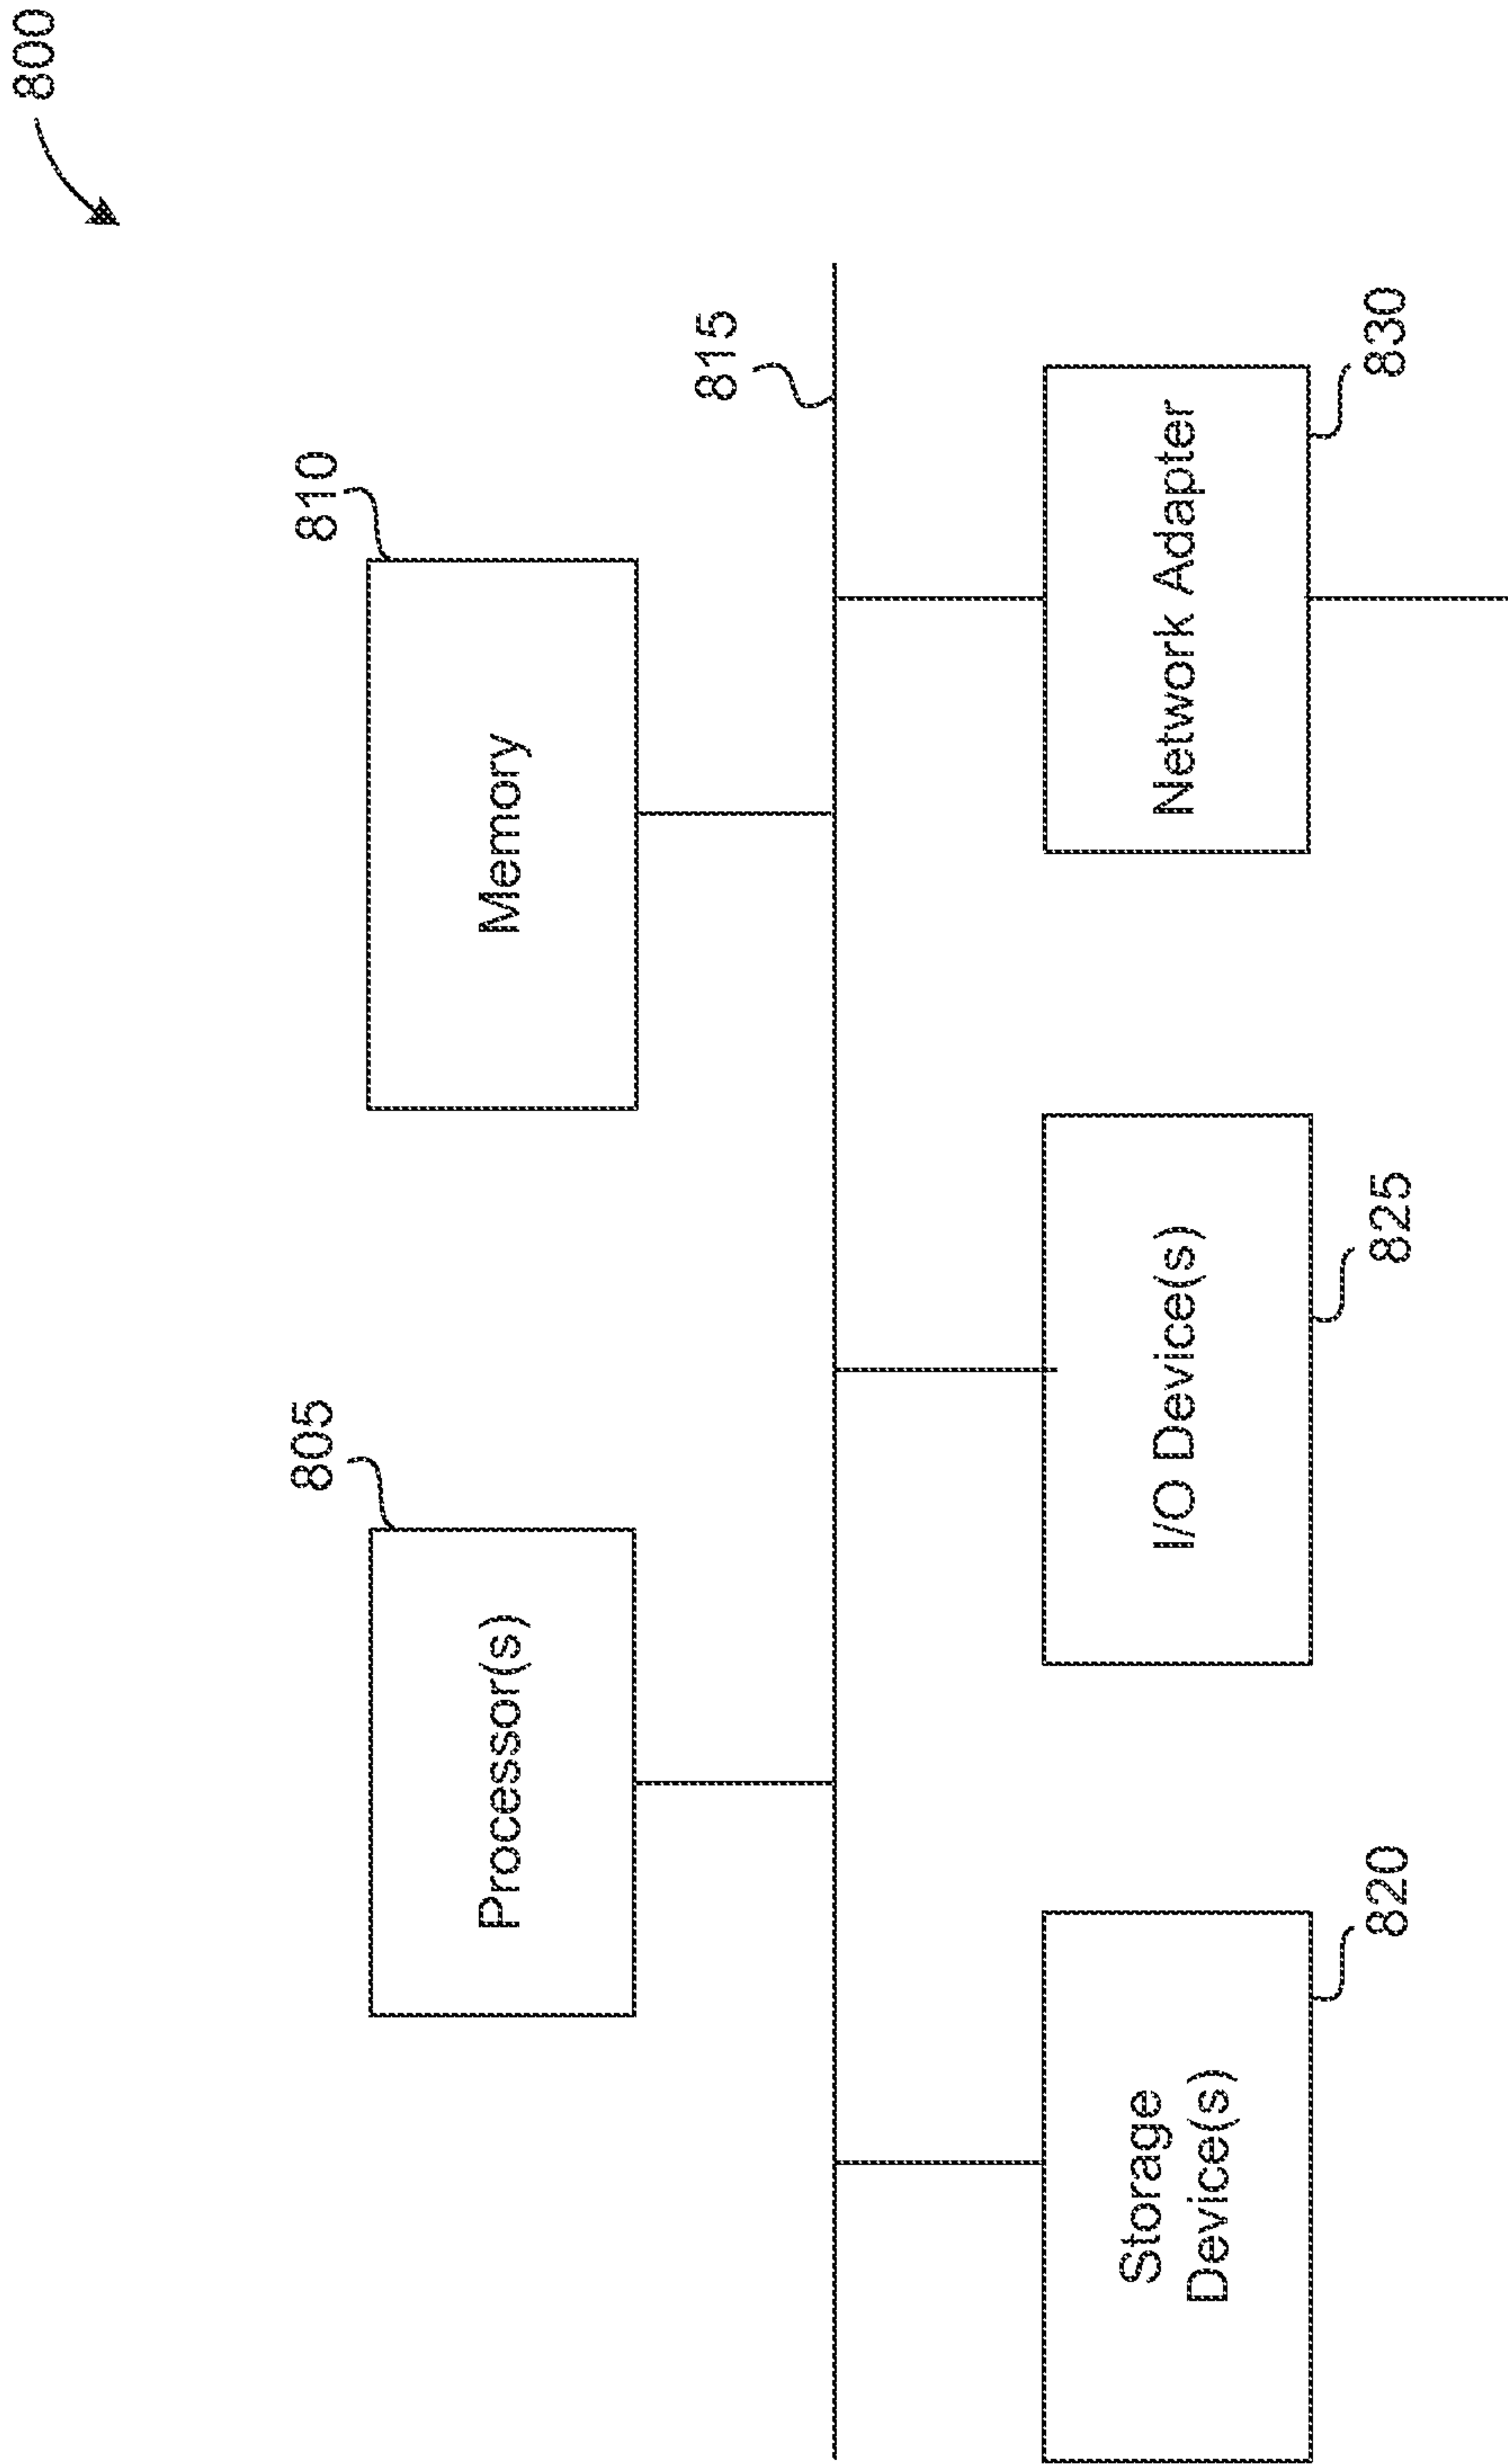 800
810
805
Memory
Processor(s)
815
Network Adapter
830
I/O Device(s)
825
Storage
Device(s)
820